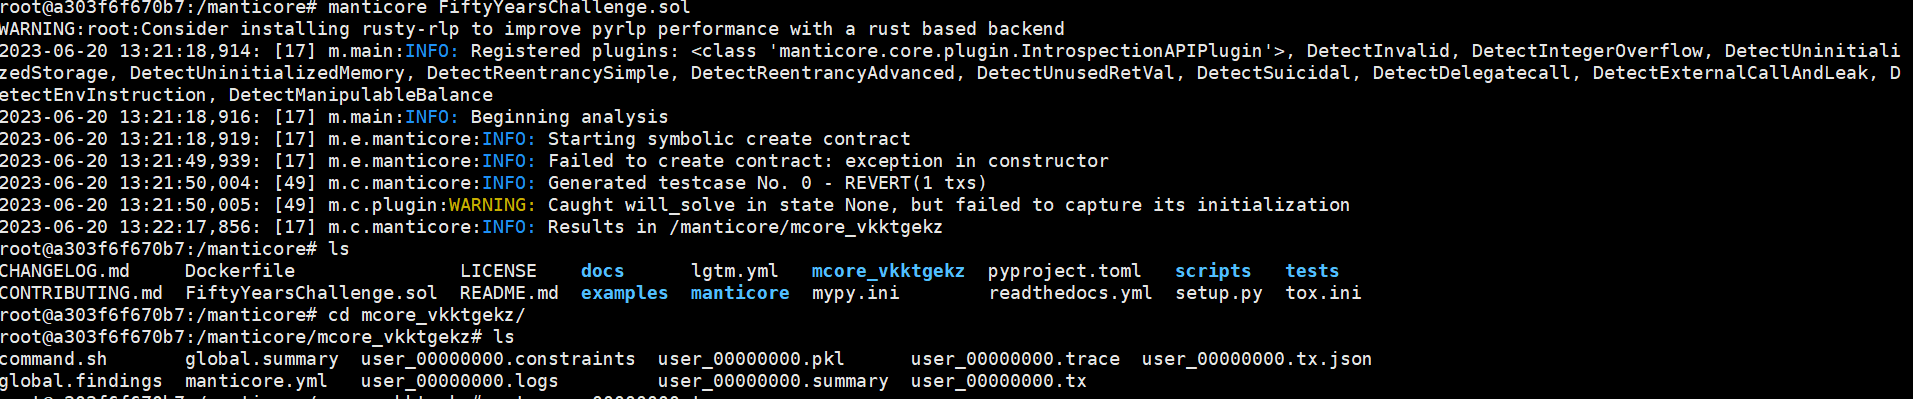 root@a303f6f670b7:/manticore# manticore FiftyYearsChallenge.sol
WARNING:root:Consider installing rusty-rlp to improve pyrlp performance with a rust based backend
2023-06-20 13:21:18,914: [17] m.main:INFO: Registered plugins: <class 'manticore.core.plugin.IntrospectionAPIPlugin'>, DetectInvalid, DetectIntegerOverflow, DetectUninitiali
zedStorage, DetectUninitializedMemory, DetectReentrancySimple, DetectReentrancyAdvanced, DetectUnusedRetVal, DetectSuicidal, DetectDelegatecall, DetectExternalCallAndLeak, D
etectEnvInstruction, DetectManipulableBalance
2023-06-20 13:21:18,916: [17] m.main:INFO: Beginning analysis
2023-06-20 13:21:18,919: [17] m.e.manticore:INFO: Starting symbolic create contract
2023-06-20 13:21:49,939: [17] m.e.manticore:INFO: Failed to create contract: exception in constructor
2023-06-20 13:21:50,004: [49] m.c.manticore:INFO: Generated testcase No. 0 - REVERT(1 txs)
2023-06-20 13:21:50,005: [49] m.c.plugin:WARNING: Caught will_solve in state None, but failed to capture its initialization
2023-06-20 13:22:17,856: [17] m.c.manticore:INFO: Results in /manticore/mcore_vkktgekz
root@a303f6f670b7:/manticore# ls
CHANGELOG.md Dockerfile LICENSE docs lgtm.yml mcore_vkktgekz pyproject.toml scripts tests
CONTRIBUTING.md FiftyYearsChallenge.sol README.md examples manticore mypy.ini readthedocs.yml setup.py tox.ini
root@a303f6f670b7:/manticore# cd mcore_vkktgekz/
root@a303f6f670b7:/manticore/mcore_vkktgekz# ls
command.sh global.summary user_00000000.constraints user_00000000.pkl user_00000000.trace user_00000000.tx.json
global.findings manticore.yml user_00000000.logs user_00000000.summary user_00000000.tx